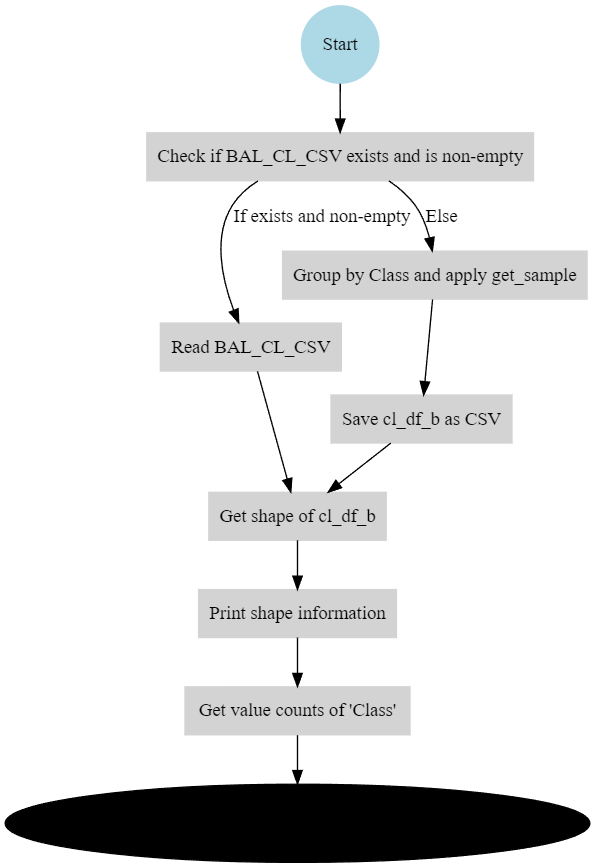 Start
Check if BAL_CL_CSV exists and is non-empty
If exists and non-empty
Else
Group by Class and apply get_sample
Read BAL_CL_CSV
Save cl_df_b as CSV
Get shape of cl_df_b
Print shape information
Get value counts of 'Class'